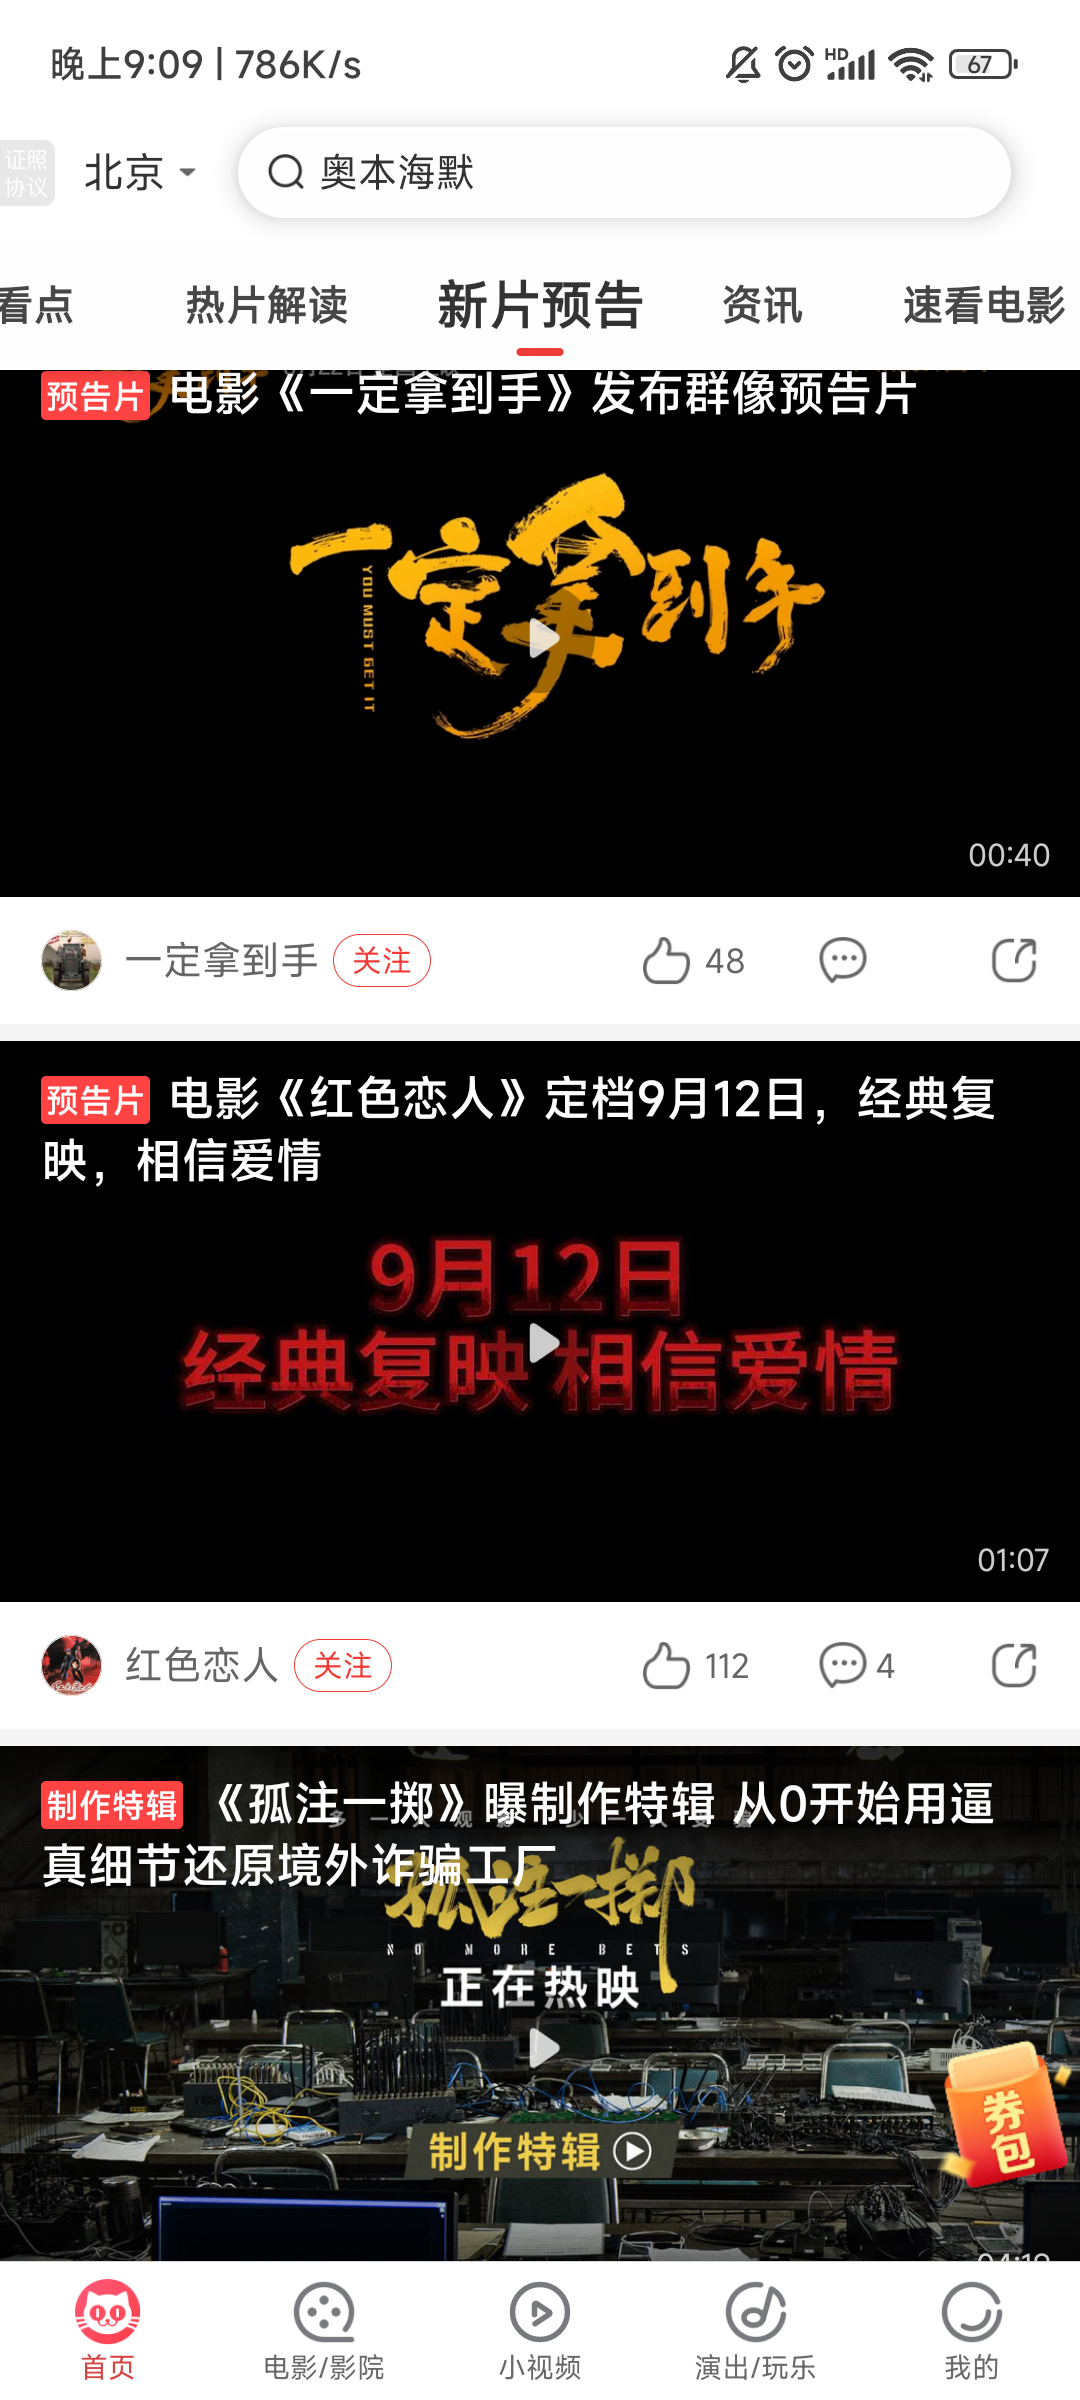 晚上9:09 | 786K/s
HD
67
证照
协议
北京
奥本海默
看点
热片解读
新片预告
资讯
速看电影
预告片 电影《一定拿到手》发布群像预告片
一定拿到手
YOU MUST GET IT
00:40
一定拿到手
关注
48
预告片 电影《红色恋人》定档9月12日，经典复
映，相信爱情
9月12日
经典复映 相信爱情
01:07
红色恋人
关注
112
4
制作特辑 《孤注一掷》曝制作特辑 从0开始用逼
真细节还原境外诈骗工厂
孤注一掷
NO MORE BETS
正在热映
制作特辑
券
包
首页
电影/影院
小视频
演出/玩乐
我的